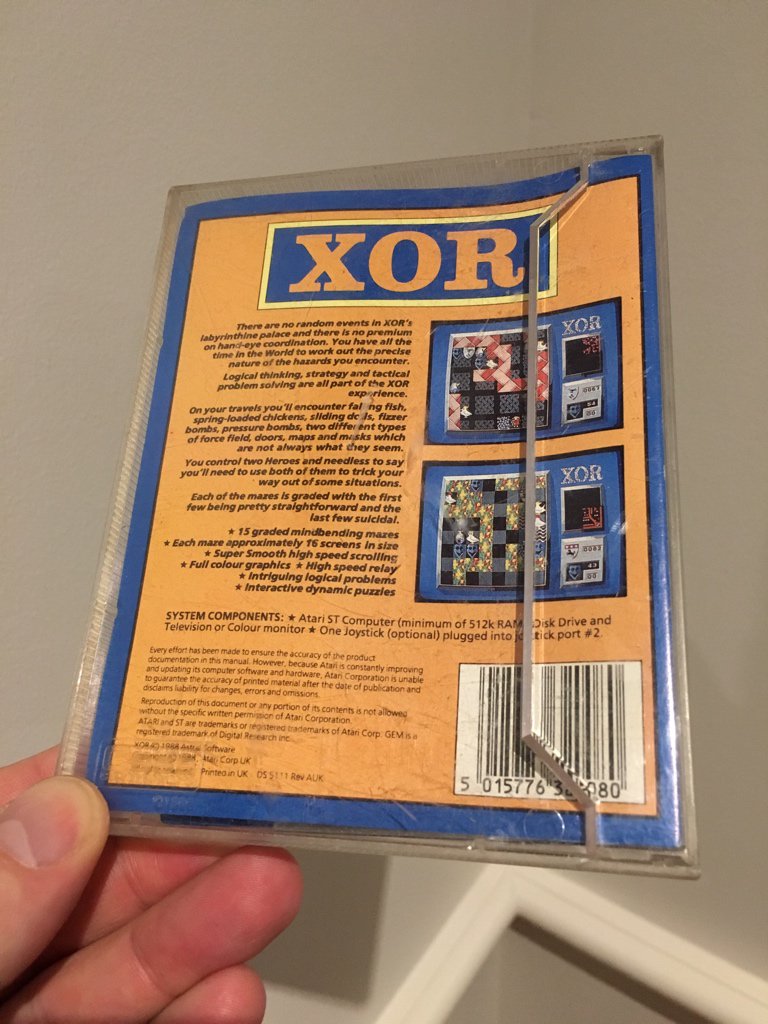 XOR
There are no random events in XOR's
labyrinthine palace and there is no premium
on hand-eye coordination. You have all the
time in the World to work out the precise
nature of the hazards you encounter.
Logical thinking, strategy and tactical
problem solving are all part of the XOR
experience.
On your travels you'll encounter falling fish,
spring-loaded chickens, sliding dolls, fizzer
bombs, pressure bombs, two different types
of force field, doors, maps and masks which
are not always what they seem.
You control two Heroes and needless to say
you'll need to use both of them to trick your
way out of some situations.
Each of the mazes is graded with the first
few being pretty straightforward and the
last few suicidal.
★ 15 graded mindbending mazes
★ Each maze approximately 16 screens in size
★ Super Smooth high speed scrolling
★ Full colour graphics ★ High speed relay
★ Intriguing logical problems
★ Interactive dynamic puzzles
XOR
0067
54
00
XOR
0082
43
00
SYSTEM COMPONENTS: ★ Atari ST Computer (minimum of 512k RAM) Disk Drive and
Television or Colour monitor ★ One Joystick (optional) plugged into joystick port #2.
Every effort has been made to ensure the accuracy of the product
documentation in this manual. However, because Atari is constantly improving
and updating its computer software and hardware, Atari Corporation is unable
to guarantee the accuracy of printed material after the date of publication and
disclaims liability for changes, errors and omissions.
Reproduction of this document or any portion of its contents is not allowed
without the specific written permission of Atari Corporation.
ATARI and ST are trademarks or registered trademarks of Atari Corp. GEM is a
registered trademark of Digital Research Inc.
XOR © 1988 Astral Software
Copyright © 1988, Atari Corp UK
All rights reserved. Printed in UK DS 5111 Rev AUK
5 015776 080